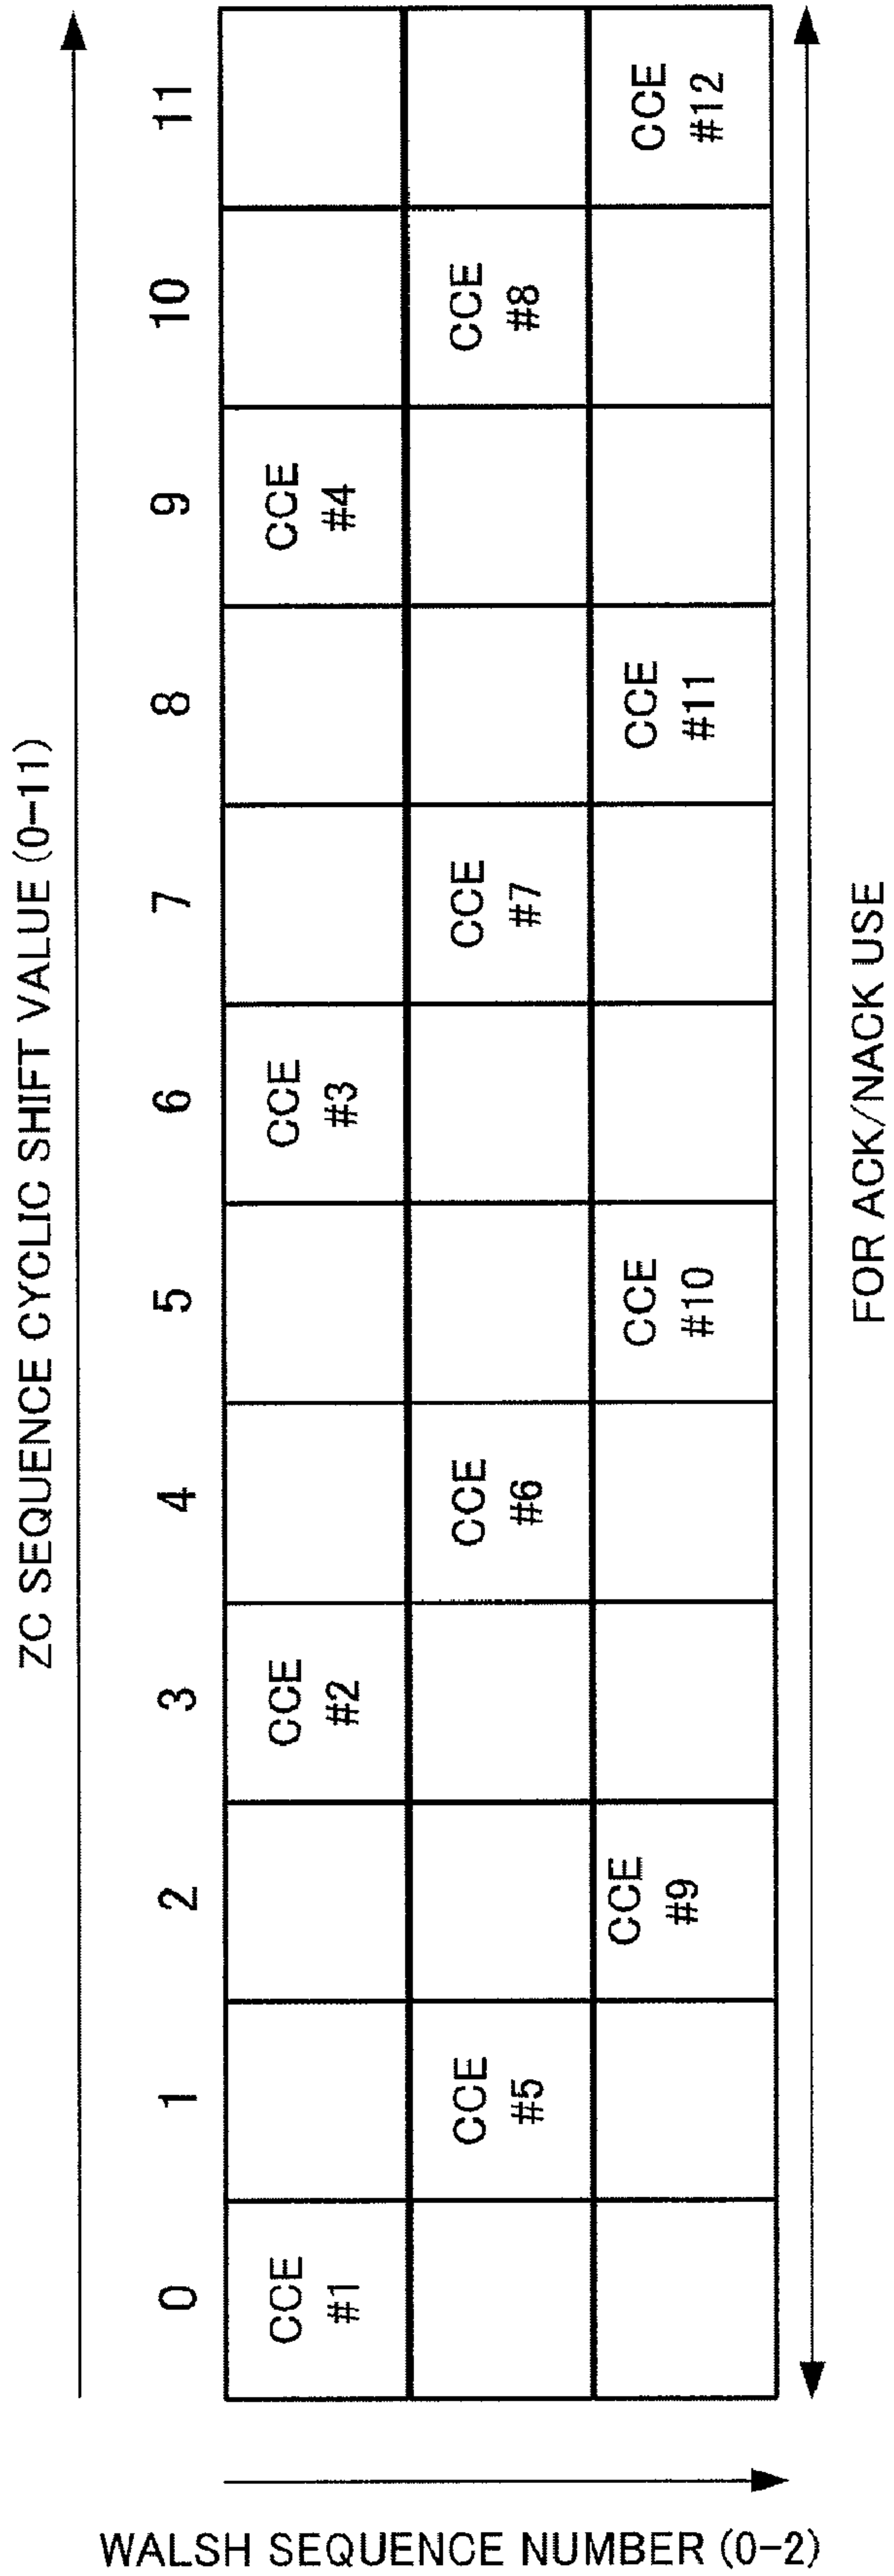 ZC SEQUENCE CYCLIC SHIFT VALUE (0-11)
0 1 2 3 4 5 6 7 8 9 10 11
CCE #1
CCE #2
CCE #3
CCE #4
CCE #5
CCE #6
CCE #7
CCE #8
CCE #9
CCE #10
CCE #11
CCE #12
WALSH SEQUENCE NUMBER (0-2)
FOR ACK/NACK USE